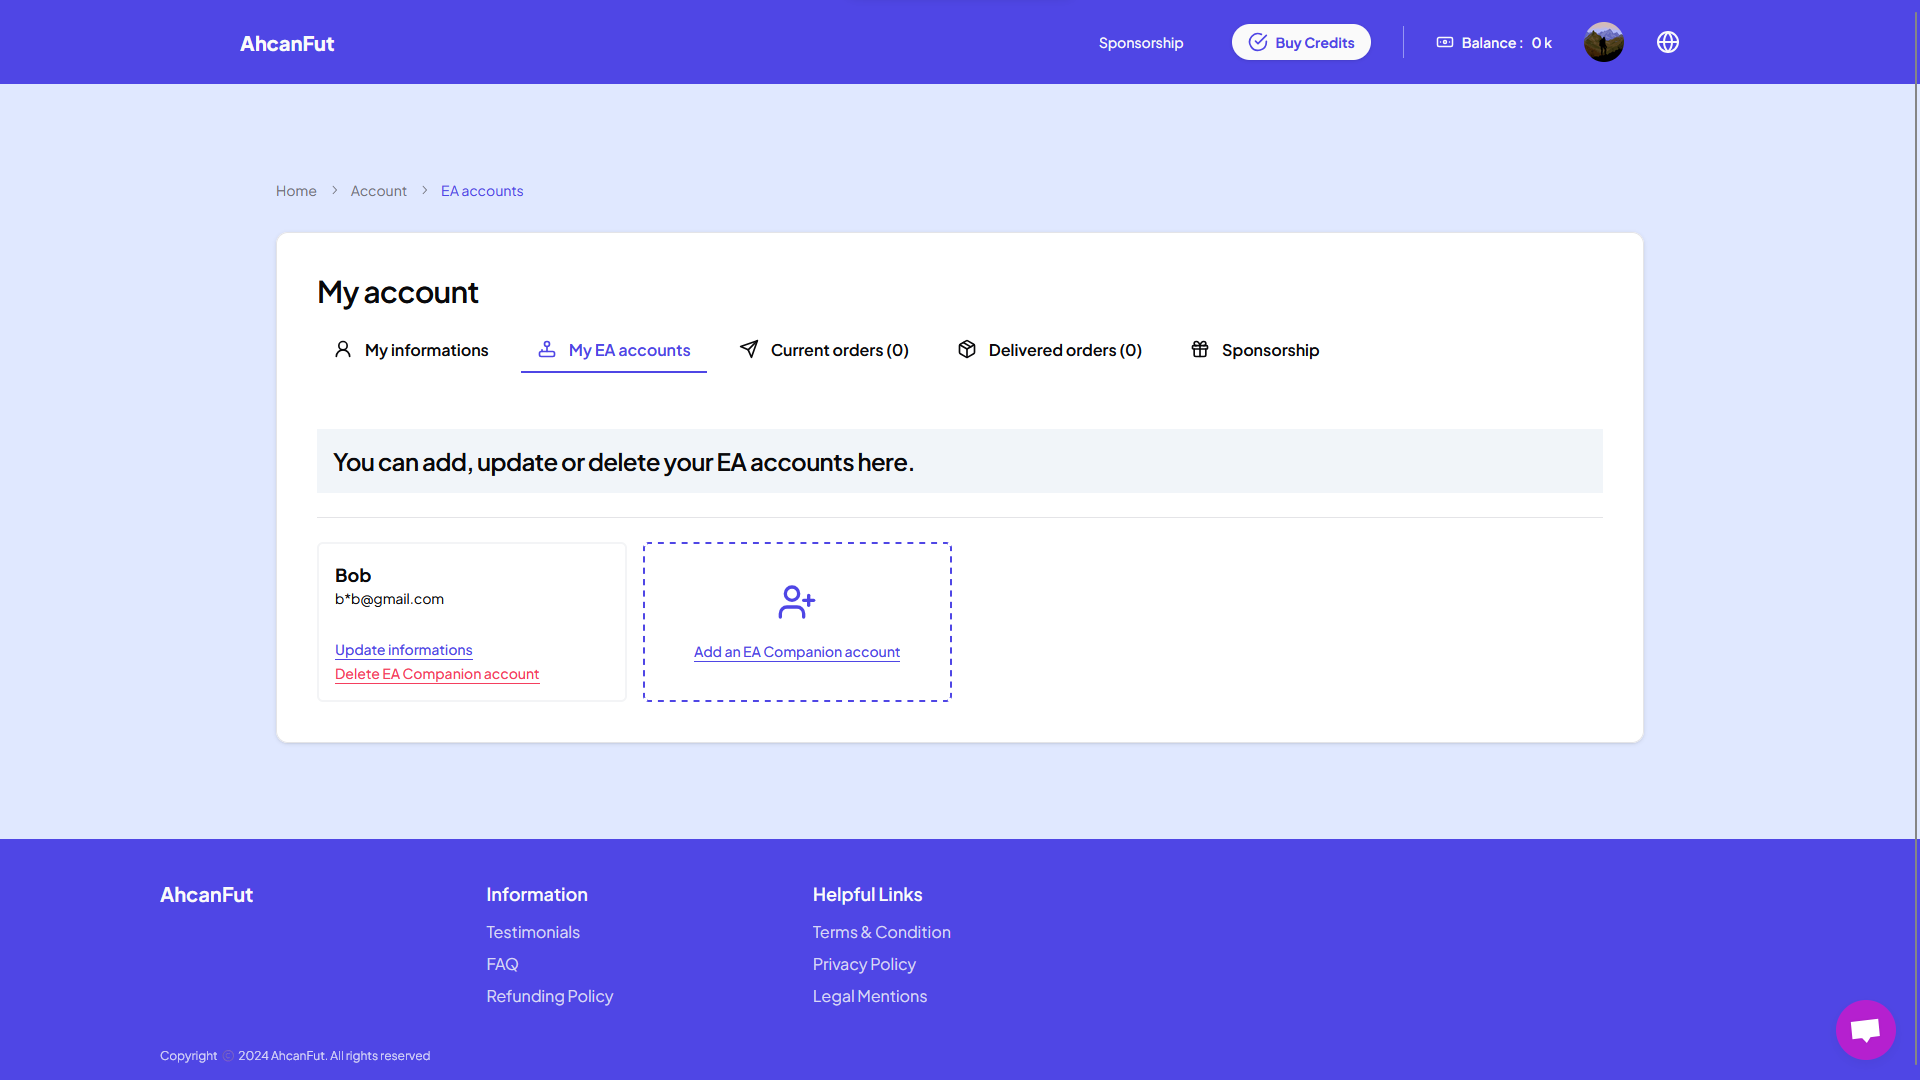 AhcanFut
Sponsorship
Buy Credits
Balance : 0 k
Home > Account > EA accounts
My account
My informations
My EA accounts
Current orders (0)
Delivered orders (0)
Sponsorship
You can add, update or delete your EA accounts here.
Bob
b*b@gmail.com
Update informations
Delete EA Companion account
Add an EA Companion account
AhcanFut
Information
Testimonials
FAQ
Refunding Policy
Helpful Links
Terms & Condition
Privacy Policy
Legal Mentions
Copyright © 2024 AhcanFut. All rights reserved